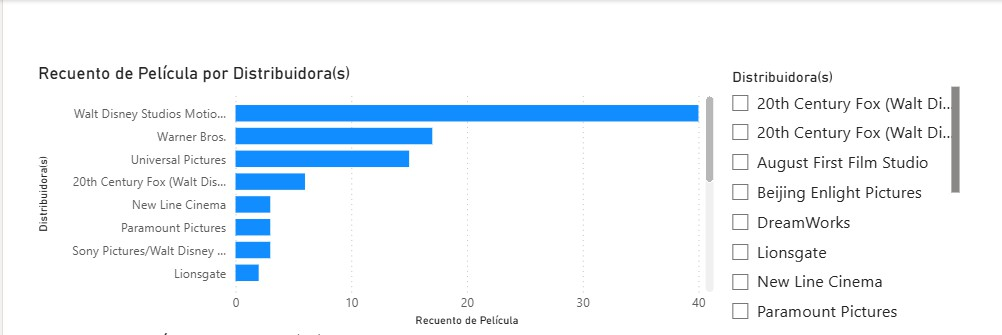 Recuento de Película por Distribuidora(s)
Distribuidora(s)
Walt Disney Studios Motio...
Warner Bros.
Universal Pictures
20th Century Fox (Walt Dis...
New Line Cinema
Paramount Pictures
Sony Pictures/Walt Disney ...
Lionsgate
0 10 20 30 40
Recuento de Película
Distribuidora(s)
20th Century Fox (Walt Di...
20th Century Fox (Walt Di...
August First Film Studio
Beijing Enlight Pictures
DreamWorks
Lionsgate
New Line Cinema
Paramount Pictures